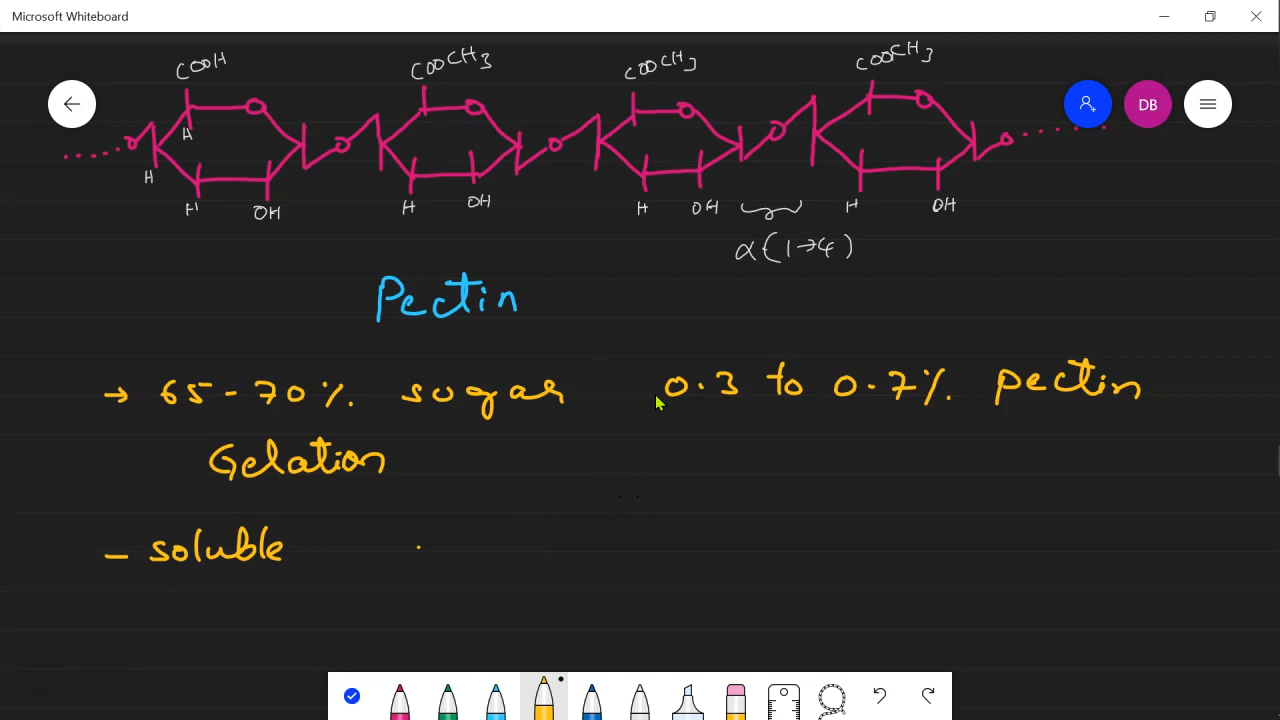 Microsoft Whiteboard
COOH COOCH3 COOCH3 COOCH3
O O O O
DB
O O O O O
H
H
H OH H OH H OH H OH
α(1→4)
Pectin
→ 65-70% sugar 0.3 to 0.7% pectin
Gelation
- soluble